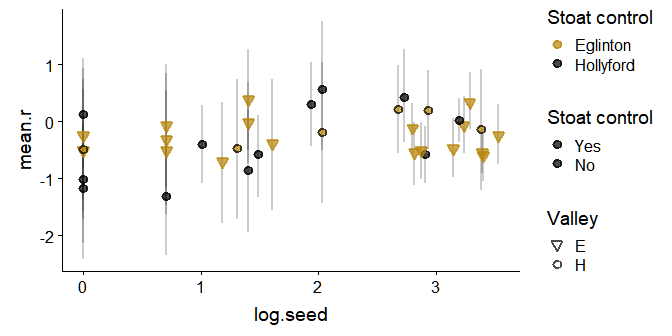 Stoat control
Eglinton
Hollyford
Stoat control
Yes
No
Valley
E
H
1
0
-1
-2
mean.r
0
1
2
3
log.seed